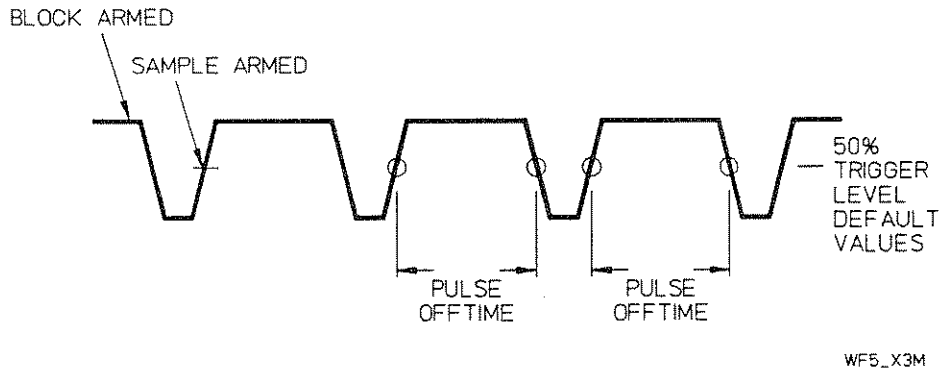 BLOCK ARMED
SAMPLE ARMED
50%
TRIGGER
LEVEL
DEFAULT
VALUES
PULSE
OFFTIME
PULSE
OFFTIME
WF5_X3M